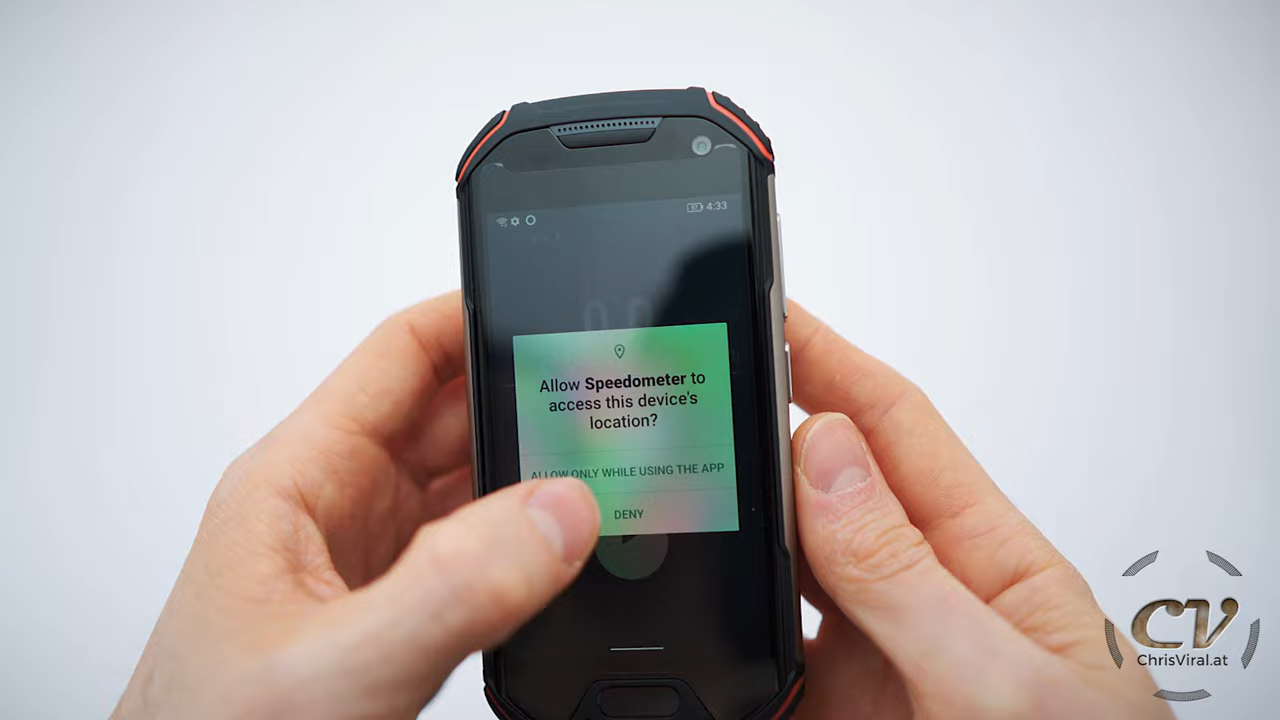 4:33
Allow Speedometer to
access this device's
location?
ALLOW ONLY WHILE USING THE APP
DENY
CV
ChrisViral.at